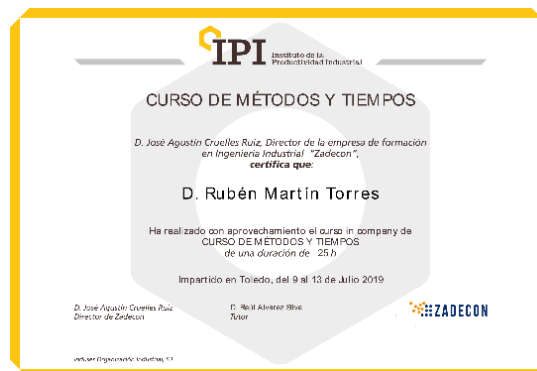 IPI Instituto de la
Productividad Industrial
CURSO DE MÉTODOS Y TIEMPOS
D. José Agustín Cruelles Ruiz, Director de la empresa de formación
en Ingeniería Industrial "Zadecon",
certifica que:
D. Rubén Martín Torres
Ha realizado con aprovechamiento el curso in company de
CURSO DE MÉTODOS Y TIEMPOS
de una duración de 25 h
Impartido en Toledo, del 9 al 13 de Julio 2019
D. José Agustín Cruelles Ruiz
Director de Zadecon
D. Raúl Alvarez Silva
Tutor
ZADECON
Organización Industrial,